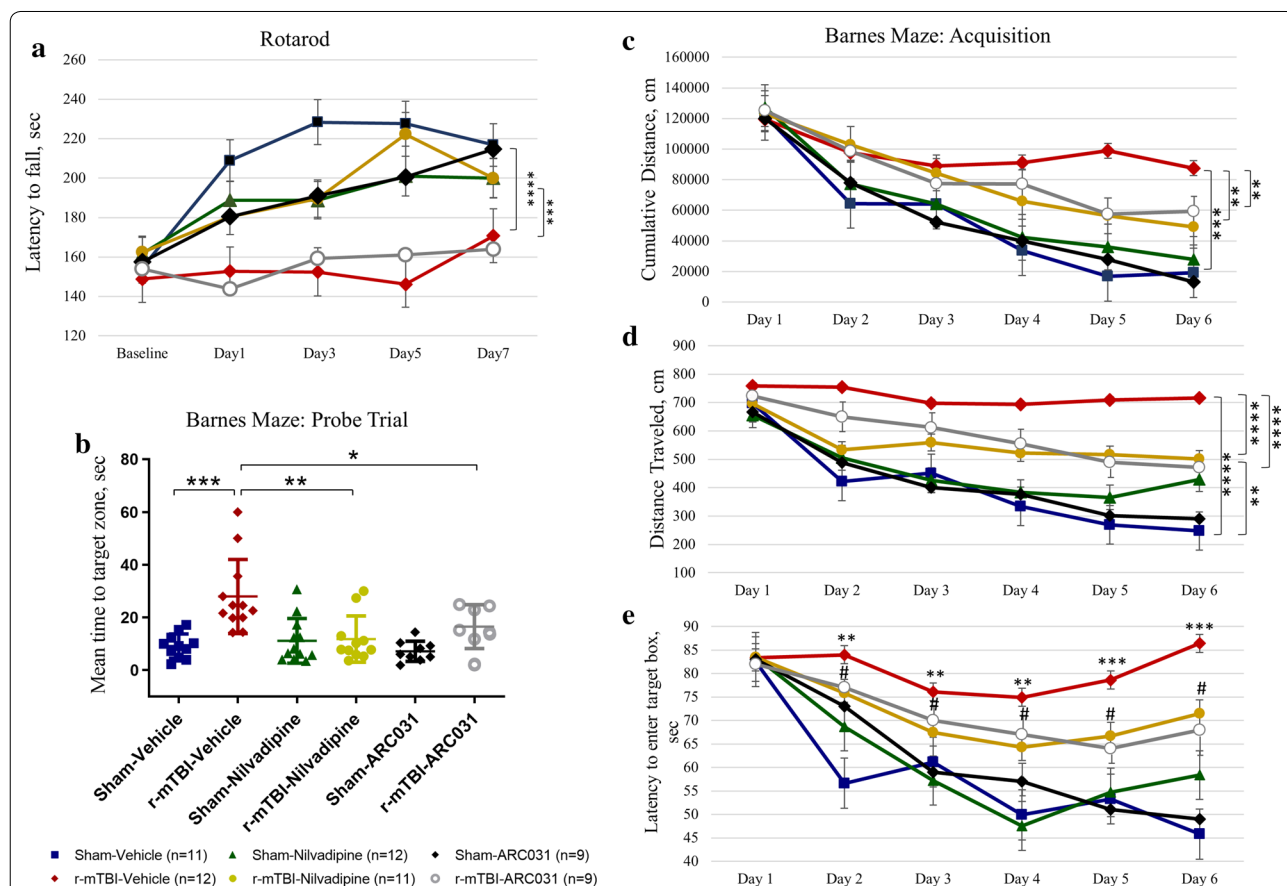 a
Rotarod
Latency to fall, sec
260
240
220
200
180
160
140
120
Baseline Day1 Day3 Day5 Day7
****
***
b
Barnes Maze: Probe Trial
Mean time to target zone, sec
80
60
40
20
0
***
**
*
Sham-Vehicle
r-mTBI-Vehicle
Sham-Nilvadipine
r-mTBI-Nilvadipine
Sham-ARC031
r-mTBI-ARC031
Sham-Vehicle (n=11) Sham-Nilvadipine (n=12) Sham-ARC031 (n=9)
r-mTBI-Vehicle (n=12) r-mTBI-Nilvadipine (n=11) r-mTBI-ARC031 (n=9)
c
Barnes Maze: Acquisition
Cumulative Distance, cm
160000
140000
120000
100000
80000
60000
40000
20000
0
Day 1 Day 2 Day 3 Day 4 Day 5 Day 6
***
**
**
d
Distance Traveled, cm
900
800
700
600
500
400
300
200
100
Day 1 Day 2 Day 3 Day 4 Day 5 Day 6
****
****
****
**
e
Latency to enter target box, sec
90
85
80
75
70
65
60
55
50
45
40
** ** ** *** ***
# # # # #
Day 1 Day 2 Day 3 Day 4 Day 5 Day 6